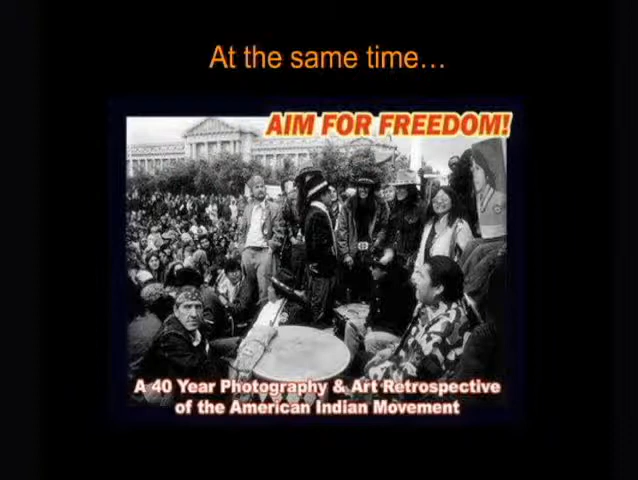 At the same time…
AIM FOR FREEDOM!
A 40 Year Photography & Art Retrospective
of the American Indian Movement